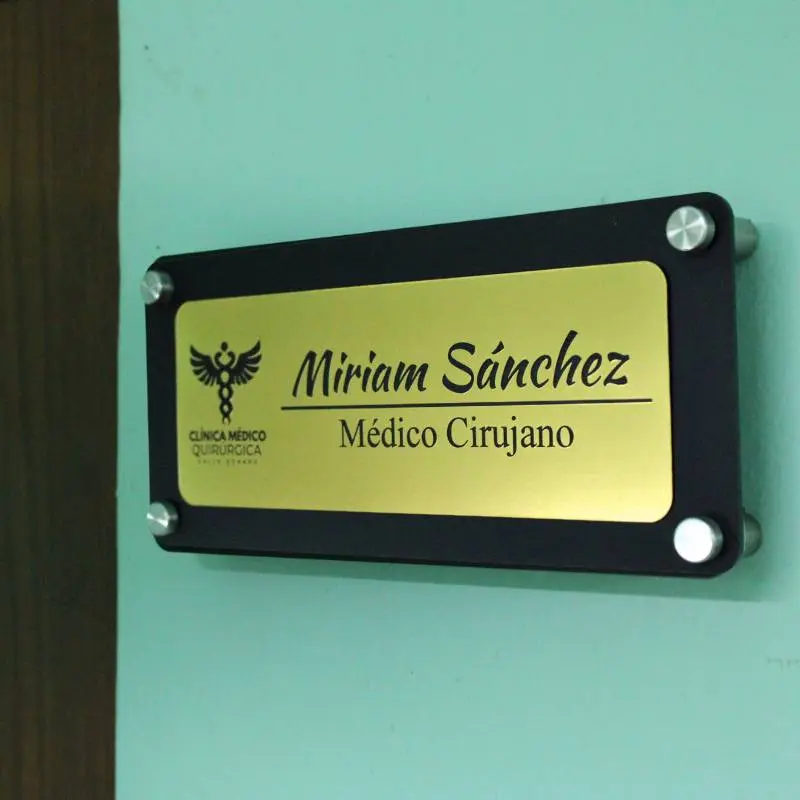 Miriam Sánchez
Médico Cirujano
CLÍNICA MÉDICO
QUIRÚRGICA